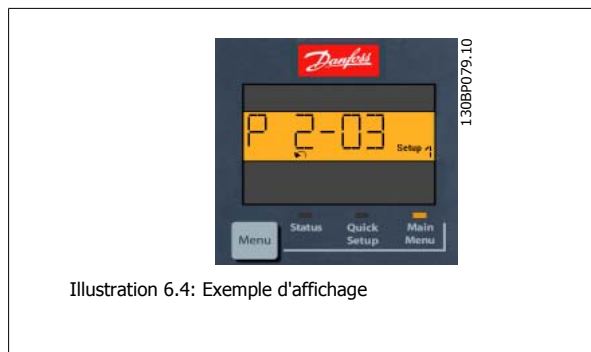 Danfoss
130BP079.10
P 2-03
Setup 1
Menu
Status
Quick Setup
Main Menu
Illustration 6.4: Exemple d'affichage